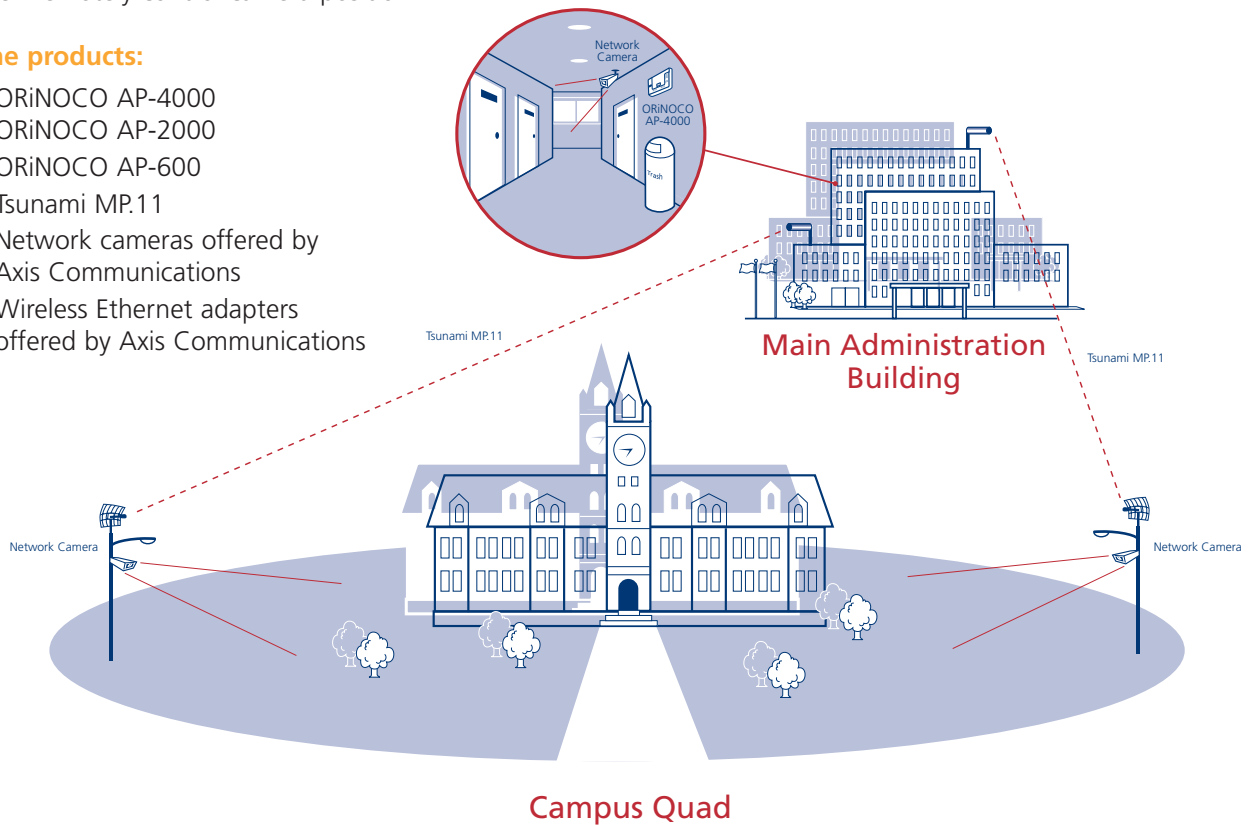 ne products:
ORiNOCO AP-4000
ORiNOCO AP-2000
ORiNOCO AP-600
Tsunami MP.11
Network cameras offered by
Axis Communications
Wireless Ethernet adapters
offered by Axis Communications
Network
Camera
ORiNOCO
AP-4000
Trash
Tsunami MP.11
Main Administration
Building
Tsunami MP.11
Network Camera
Network Camera
Campus Quad